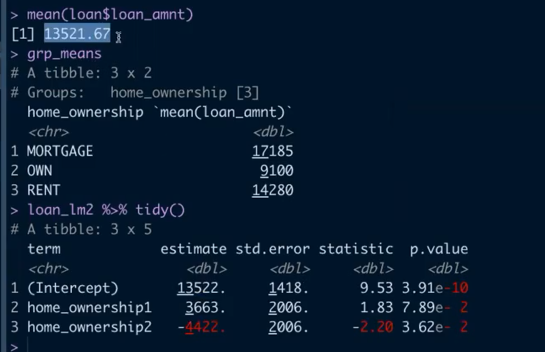 > mean(loan$loan_amnt)
[1] 13521.67
> grp_means
# A tibble: 3 x 2
# Groups:   home_ownership [3]
  home_ownership `mean(loan_amnt)`
  <chr>                      <dbl>
1 MORTGAGE                   17185
2 OWN                         9100
3 RENT                       14280
> loan_lm2 %>% tidy()
# A tibble: 3 x 5
  term            estimate std.error statistic  p.value
  <chr>              <dbl>     <dbl>     <dbl>    <dbl>
1 (Intercept)       13522.     1418.      9.53 3.91e-10
2 home_ownership1    3663.     2006.      1.83 7.89e- 2
3 home_ownership2   -4422.     2006.     -2.20 3.62e- 2
>